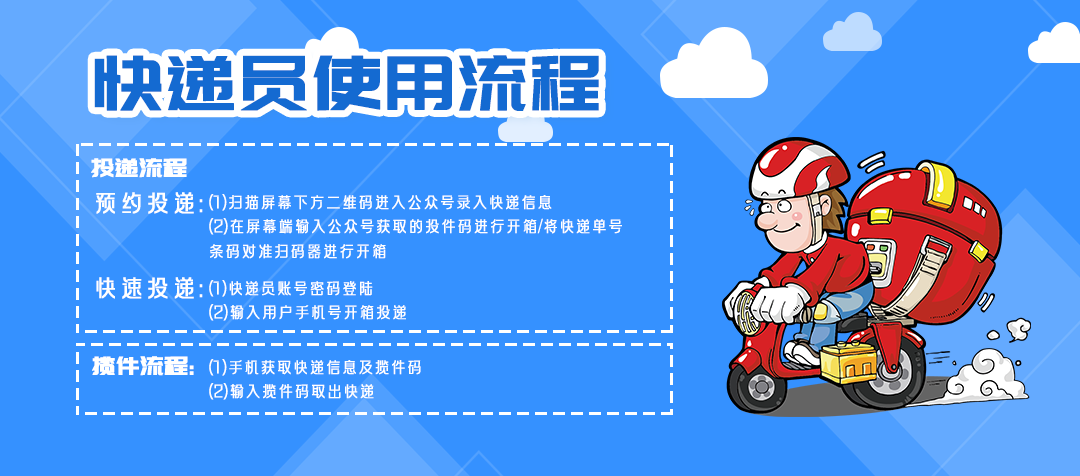 快递员使用流程
投递流程
预约投递:(1)扫描屏幕下方二维码进入公众号录入快递信息
(2)在屏幕端输入公众号获取的投件码进行开箱/将快递单号
条码对准扫码器进行开箱
快速投递:(1)快递员账号密码登陆
(2)输入用户手机号开箱投递
揽件流程:(1)手机获取快递信息及揽件码
(2)输入揽件码取出快递